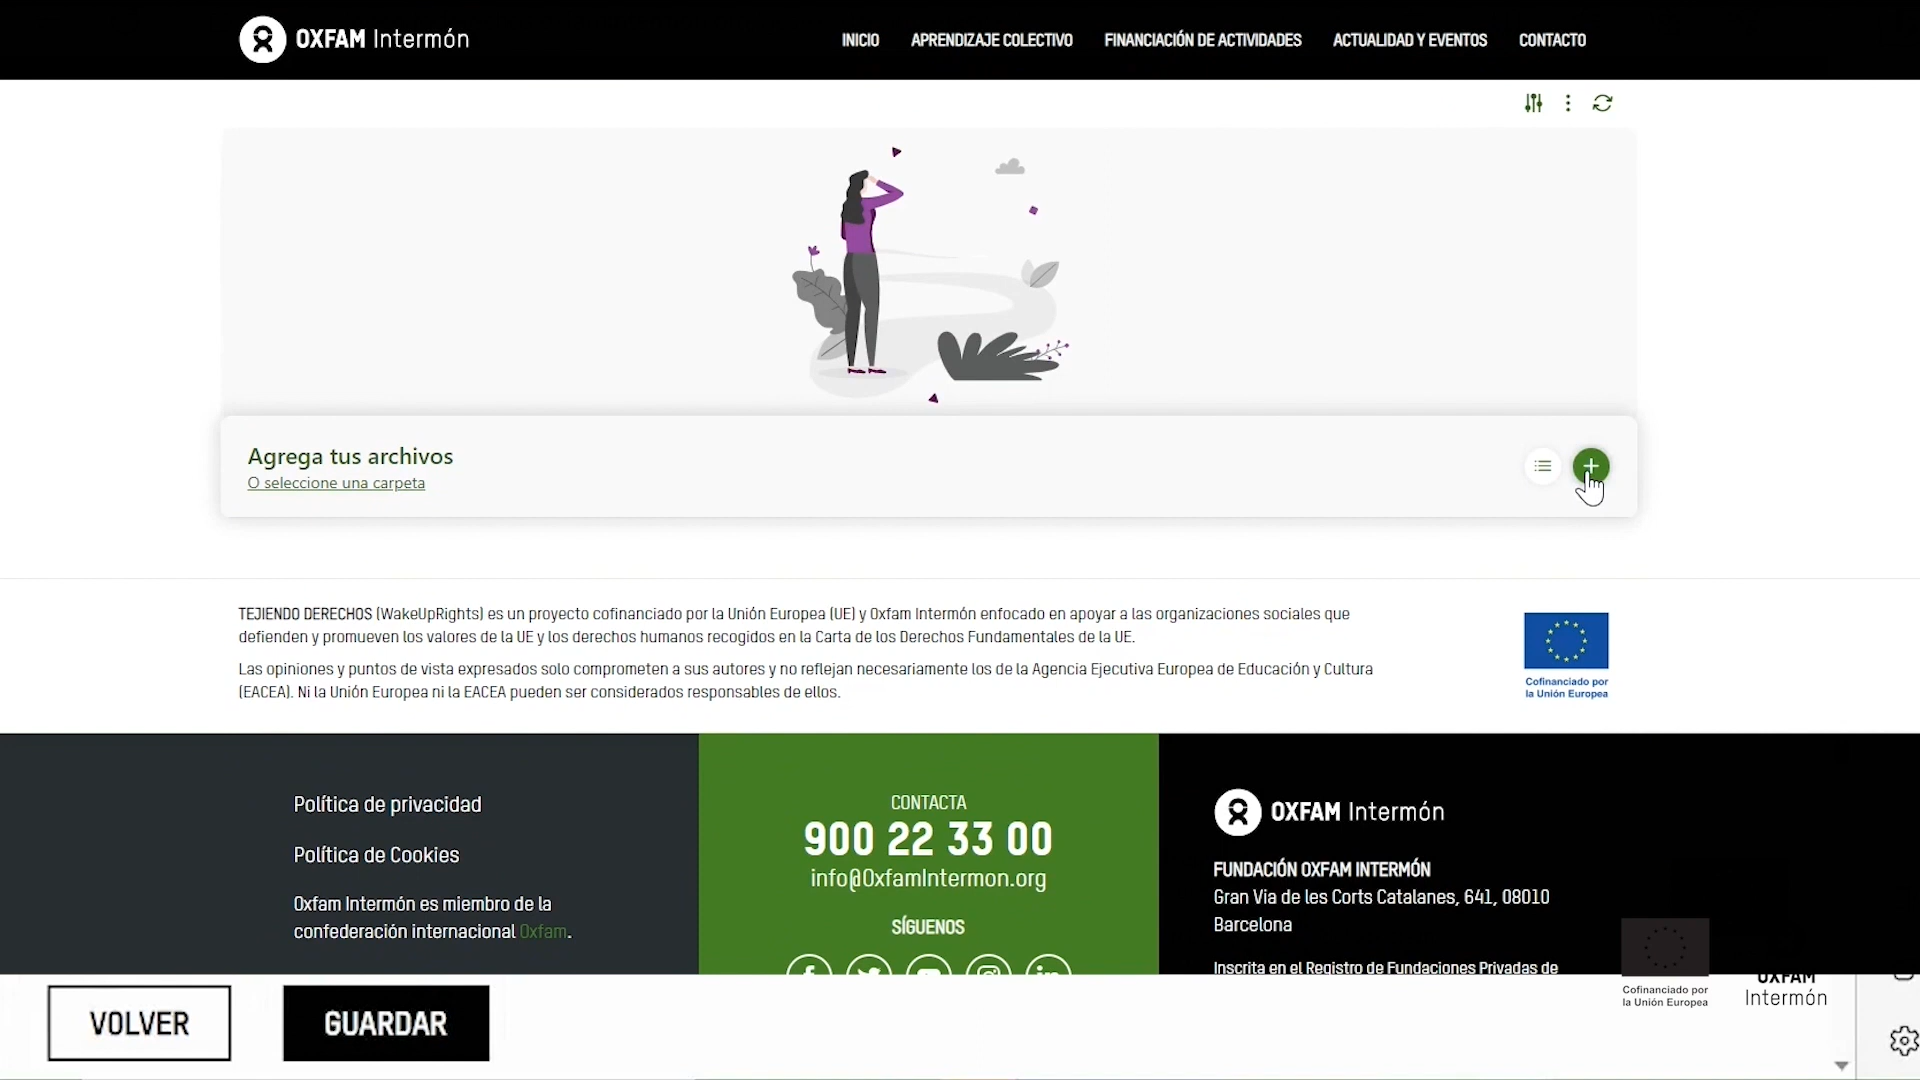 OXFAM Intermón
INICIO
APRENDIZAJE COLECTIVO
FINANCIACIÓN DE ACTIVIDADES
ACTUALIDAD Y EVENTOS
CONTACTO
Agrega tus archivos
O seleccione una carpeta
TEJIENDO DERECHOS (WakeUpRights) es un proyecto cofinanciado por la Unión Europea (UE) y Oxfam Intermón enfocado en apoyar a las organizaciones sociales que
defienden y promueven los valores de la UE y los derechos humanos recogidos en la Carta de los Derechos Fundamentales de la UE.
Las opiniones y puntos de vista expresados solo comprometen a sus autores y no reflejan necesariamente los de la Agencia Ejecutiva Europea de Educación y Cultura
(EACEA). Ni la Unión Europea ni la EACEA pueden ser considerados responsables de ellos.
Cofinanciado por
la Unión Europea
Política de privacidad
Política de Cookies
Oxfam Intermón es miembro de la
confederación internacional Oxfam.
CONTACTA
900 22 33 00
info@OxfamIntermon.org
SÍGUENOS
OXFAM Intermón
FUNDACIÓN OXFAM INTERMÓN
Gran Via de les Corts Catalanes, 641, 08010
Barcelona
Inscrita en el Registro de Fundaciones Privadas de
VOLVER
GUARDAR
Cofinanciado por
la Unión Europea
OXFAM
Intermón